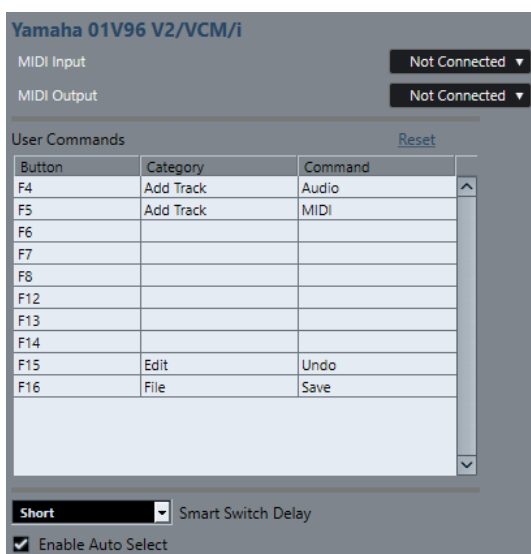 Yamaha 01V96 V2/VCM/i
MIDI Input Not Connected
MIDI Output Not Connected
User Commands Reset
Button Category Command
F4 Add Track Audio
F5 Add Track MIDI
F6
F7
F8
F12
F13
F14
F15 Edit Undo
F16 File Save
Short Smart Switch Delay
Enable Auto Select